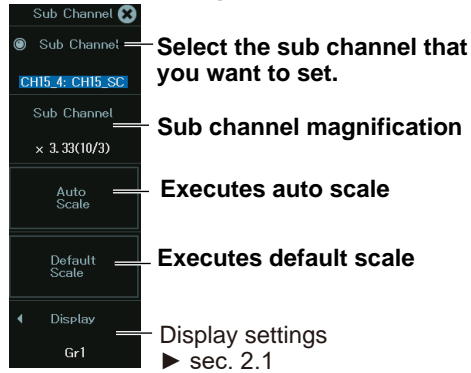 Sub Channel
Sub Channel
Select the sub channel that
you want to set.
CH15_4: CH15_SC
Sub Channel
Sub channel magnification
× 3.33(10/3)
Auto
Scale
Executes auto scale
Default
Scale
Executes default scale
Display
Display settings
Gr1
► sec. 2.1